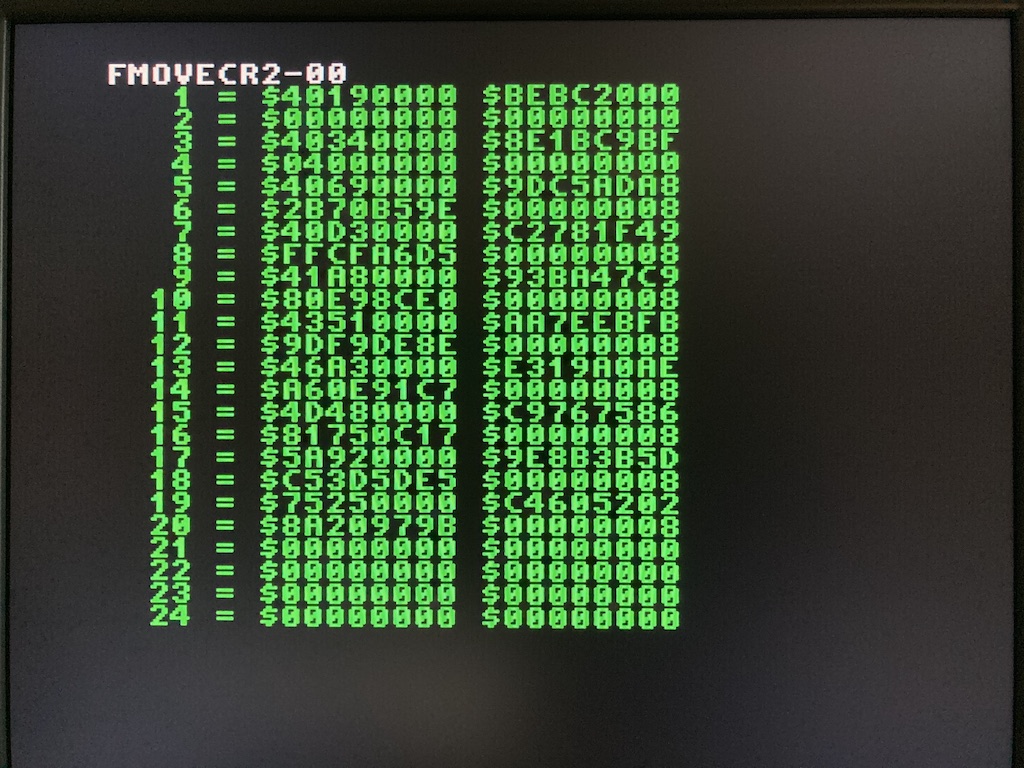 FMOVECR2-00
1 = $40190000 $BEBC2000
2 = $00000000 $00000000
3 = $40340000 $8E1BC9BF
4 = $04000000 $00000000
5 = $40690000 $9DC5ADA8
6 = $2B70B59E $00000008
7 = $40D30000 $C2781F49
8 = $FFCFA6D5 $00000008
9 = $41A80000 $93BA47C9
10 = $80E98CE0 $00000008
11 = $43510000 $AA7EEBFB
12 = $9DF9DE8E $00000008
13 = $46A30000 $E319A0AE
14 = $A60E91C7 $00000008
15 = $4D480000 $C9767586
16 = $81750C17 $00000008
17 = $5A920000 $9E8B3B5D
18 = $C53D5DE5 $00000008
19 = $75250000 $C4605202
20 = $8A20979B $00000008
21 = $00000000 $00000000
22 = $00000000 $00000000
23 = $00000000 $00000000
24 = $00000000 $00000000